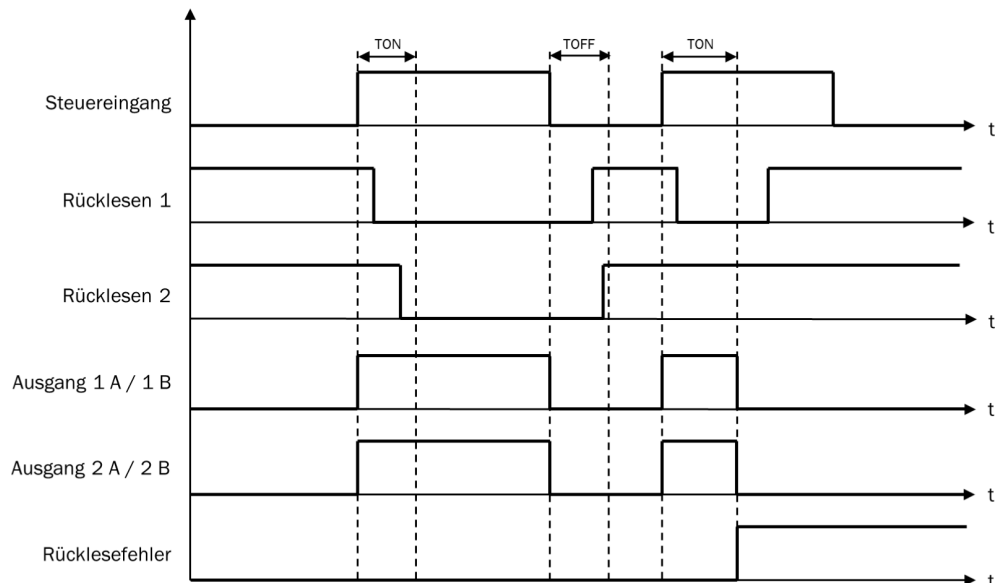 TON TOFF TON
Steuereingang
t
Rücklesen 1
t
Rücklesen 2
t
Ausgang 1 A / 1 B
t
Ausgang 2 A / 2 B
t
Rücklesefehler
t